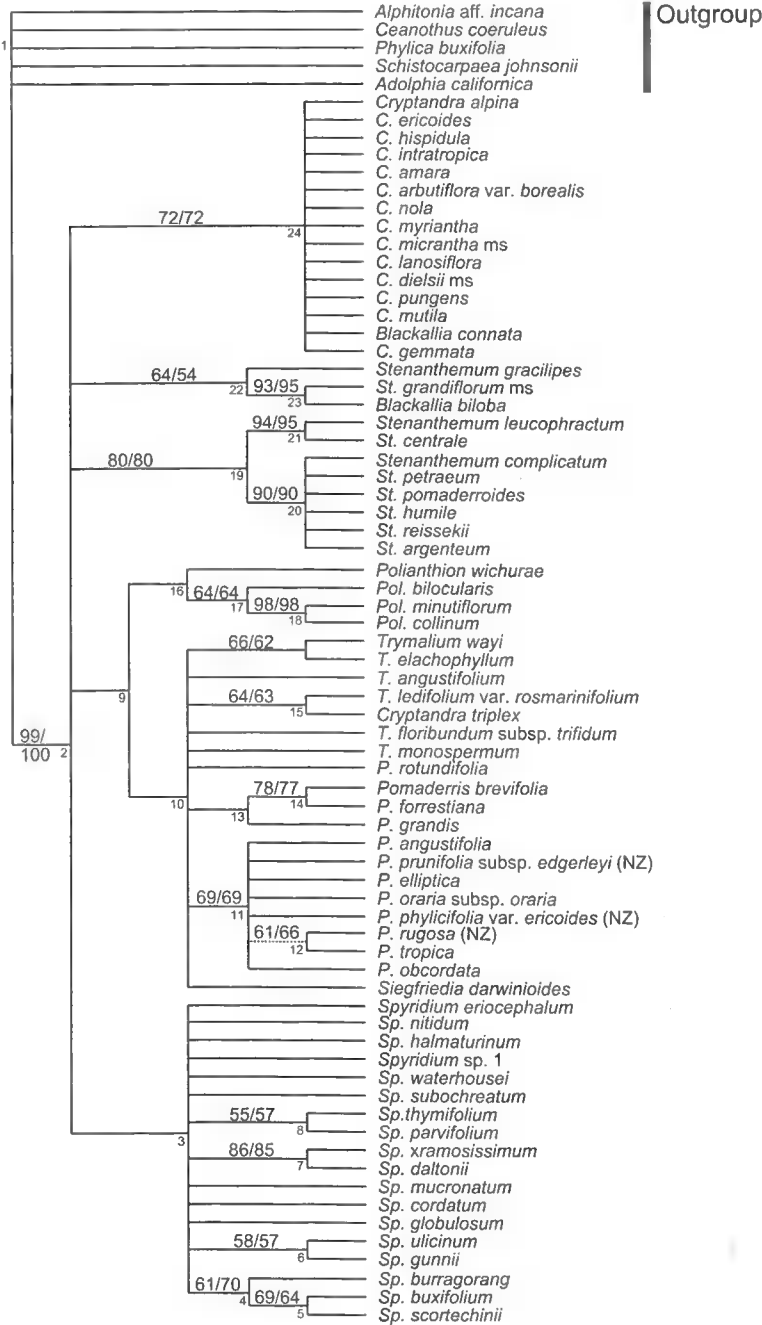 Alphitonia aff. incana
Outgroup
Ceanothus coeruleus
1
Phylica buxifolia
Schistocarpaea johnsonii
Adolphia californica
Cryptandra alpina
C. ericoides
C. hispidula
C. intratropica
C. amara
C. arbutiflora var. borealis
C. nola
72/72
C. myriantha
24
C. micrantha ms
C. lanosiflora
C. dielsii ms
C. pungens
C. mutila
Blackallia connata
C. gemmata
64/54
Stenanthemum gracilipes
22
93/95
St. grandiflorum ms
23
Blackallia biloba
94/95
Stenanthemum leucophractum
21
St. centrale
80/80
19
Stenanthemum complicatum
St. petraeum
90/90
St. pomaderroides
20
St. humile
St. reissekii
St. argenteum
Polianthion wichurae
16
64/64
Pol. bilocularis
17
98/98
Pol. minutiflorum
18
Pol. collinum
66/62
Trymalium wayi
T. elachophyllum
T. angustifolium
9
64/63
T. ledifolium var. rosmarinifolium
15
Cryptandra triplex
99/
100
2
T. floribundum subsp. trifidum
T. monospermum
P. rotundifolia
78/77
Pomaderris brevifolia
10
14
P. forrestiana
13
P. grandis
P. angustifolia
P. prunifolia subsp. edgerleyi (NZ)
P. elliptica
69/69
P. oraria subsp. oraria
11
P. phylicifolia var. ericoides (NZ)
61/66
P. rugosa (NZ)
12
P. tropica
P. obcordata
Siegfriedia darwinioides
Spyridium eriocephalum
Sp. nitidum
Sp. halmaturinum
Spyridium sp. 1
Sp. waterhousei
Sp. subochreatum
55/57
Sp.thymifolium
3
8
Sp. parvifolium
86/85
Sp. xramosissimum
7
Sp. daltonii
Sp. mucronatum
Sp. cordatum
Sp. globulosum
58/57
Sp. ulicinum
6
Sp. gunnii
61/70
Sp. burragorang
4
69/64
Sp. buxifolium
5
Sp. scortechinii